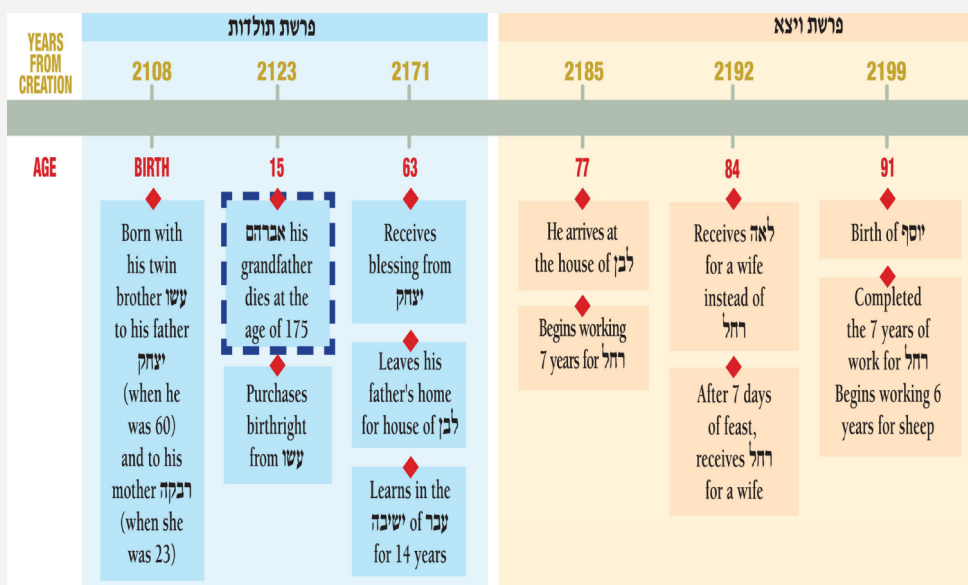 פרשת תולדות
פרשת ויצא
YEARS
FROM
CREATION
2108
2123
2171
2185
2192
2199
AGE
BIRTH
15
63
77
84
91
Born with
his twin
brother עשו
to his father
יצחק
(when he
was 60)
and to his
mother רבקה
(when she
was 23)
אברהם his
grandfather
dies at the
age of 175
Purchases
birthright
from עשו
Receives
blessing from
יצחק
Leaves his
father's home
for house of לבן
Learns in the
ישיבה of עבר
for 14 years
He arrives at
the house of לבן
Begins working
7 years for רחל
Receives לאה
for a wife
instead of
רחל
After 7 days
of feast,
receives רחל
for a wife
Birth of יוסף
Completed
the 7 years of
work for רחל
Begins working 6
years for sheep